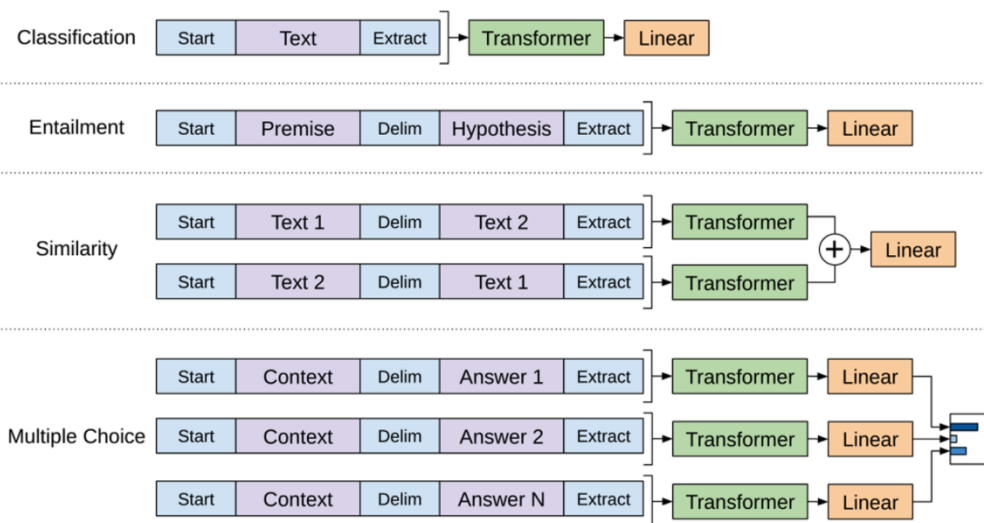 Classification Start Text Extract Transformer Linear
Entailment Start Premise Delim Hypothesis Extract Transformer Linear
Similarity
Start Text 1 Delim Text 2 Extract Transformer
+ Linear
Start Text 2 Delim Text 1 Extract Transformer
Multiple Choice
Start Context Delim Answer 1 Extract Transformer Linear
Start Context Delim Answer 2 Extract Transformer Linear
Start Context Delim Answer N Extract Transformer Linear